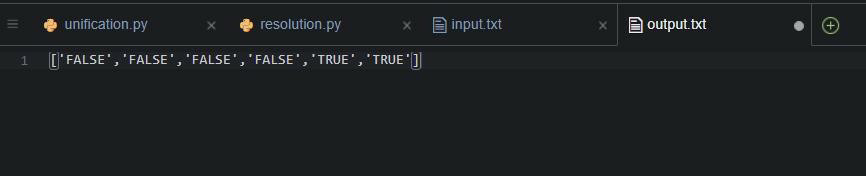 unification.py
resolution.py
input.txt
output.txt
1 ['FALSE','FALSE','FALSE','FALSE','TRUE','TRUE']